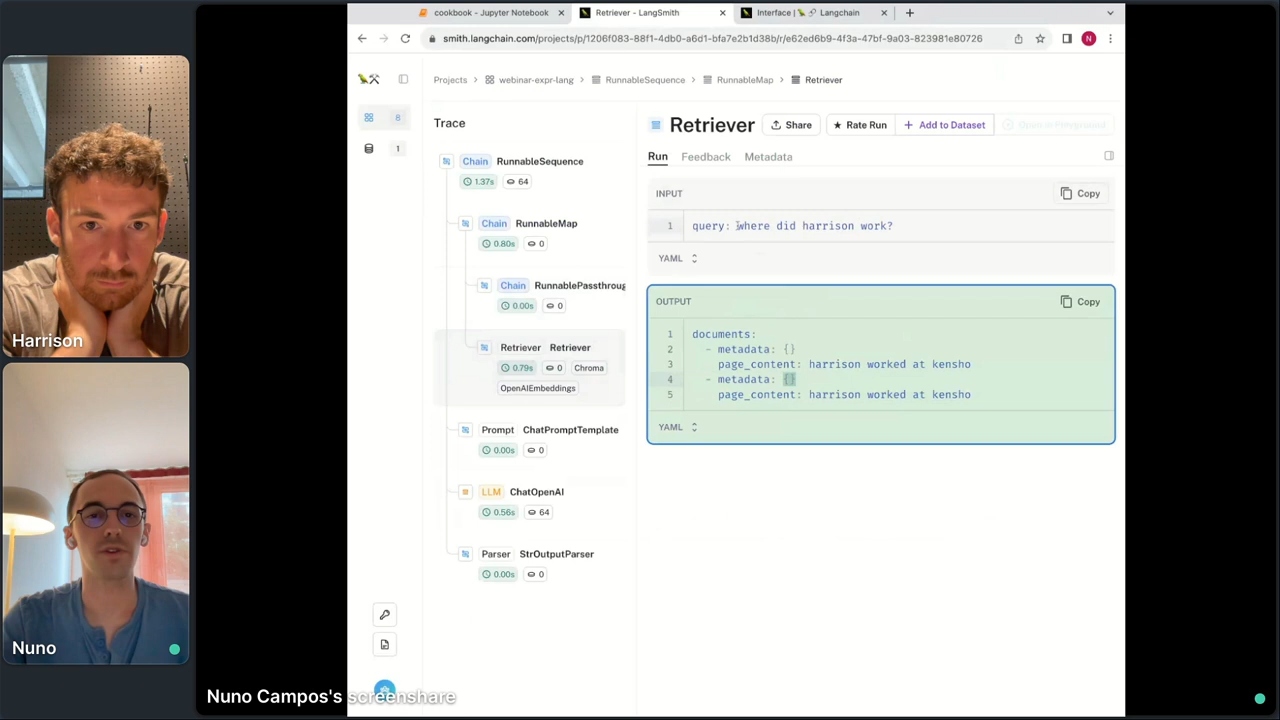 cookbook - Jupyter Notebook
Retriever - LangSmith
Interface | 🦜🔗 Langchain
smith.langchain.com/projects/p/1206f083-88f1-4db0-a6d1-bfa7e2b1d38b/r/e62ed6b9-4f3a-47bf-9a03-823981e80726
N
Projects > webinar-expr-lang > RunnableSequence > RunnableMap > Retriever
8
1
Trace
Chain RunnableSequence
1.37s 64
Chain RunnableMap
0.80s 0
Chain RunnablePassthroug
0.00s 0
Retriever Retriever
0.79s 0 Chroma
OpenAIEmbeddings
Prompt ChatPromptTemplate
0.00s 0
LLM ChatOpenAI
0.56s 64
Parser StrOutputParser
0.00s 0
Retriever
Share
Rate Run
+ Add to Dataset
Open in Playground
Run Feedback Metadata
INPUT
Copy
1 query: where did harrison work?
YAML
OUTPUT
Copy
1 documents:
2 - metadata: {}
3 page_content: harrison worked at kensho
4 - metadata: {}
5 page_content: harrison worked at kensho
YAML
Harrison
Nuno
Nuno Campos's screenshare